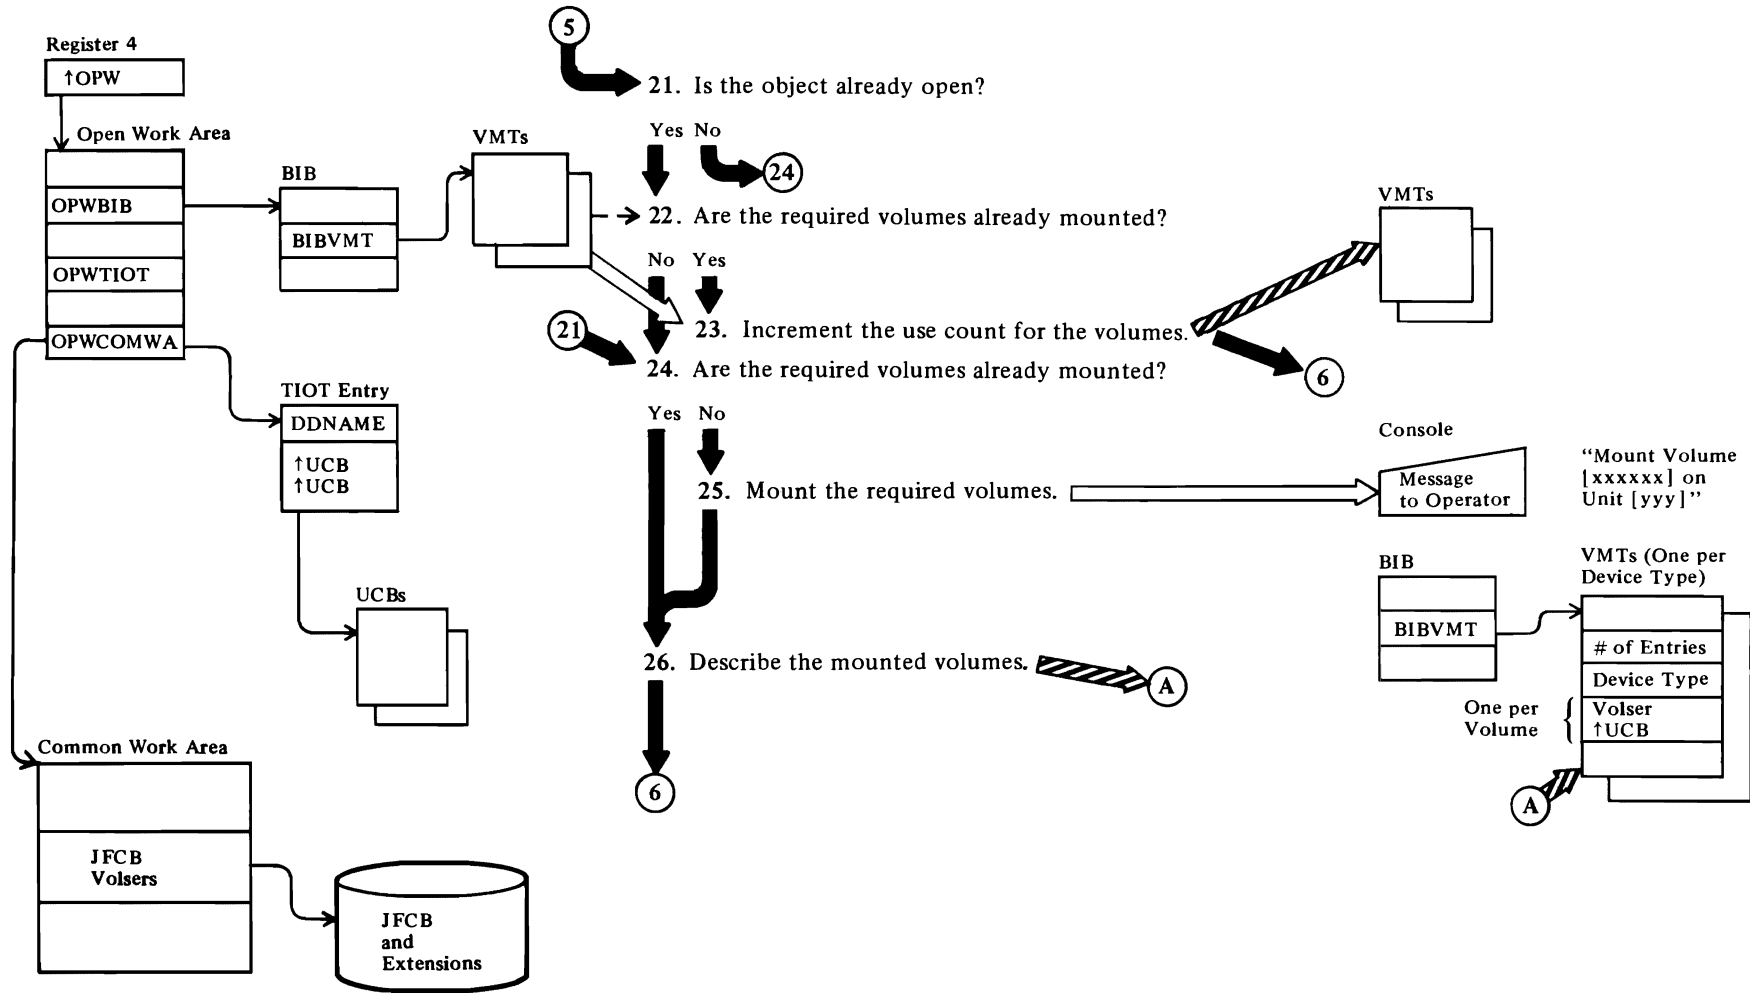 Register 4
↑OPW
Open Work Area
OPWBIB
OPWTIOT
OPWCOMWA
BIB
BIBVMT
VMTs
TIOT Entry
DDNAME
↑UCB
↑UCB
UCBs
Common Work Area
JFCB
Volsers
JFCB
and
Extensions
5
21. Is the object already open?
Yes No
24
22. Are the required volumes already mounted?
No Yes
23. Increment the use count for the volumes.
21
24. Are the required volumes already mounted?
6
Yes No
25. Mount the required volumes.
26. Describe the mounted volumes.
A
6
VMTs
Console
Message
to Operator
“Mount Volume
[xxxxxx] on
Unit [yyy]”
BIB
BIBVMT
VMTs (One per
Device Type)
# of Entries
Device Type
One per
Volume
Volser
↑UCB
A